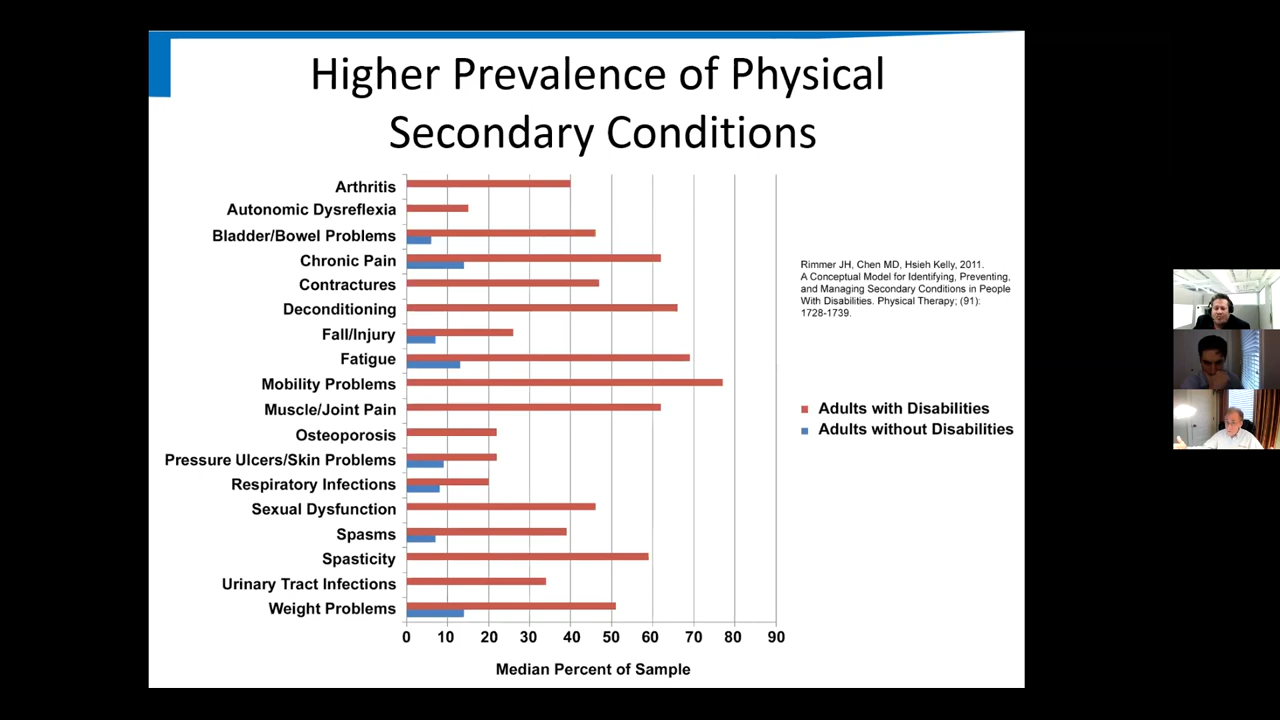 Higher Prevalence of Physical
Secondary Conditions
Arthritis
Autonomic Dysreflexia
Bladder/Bowel Problems
Chronic Pain
Contractures
Deconditioning
Fall/Injury
Fatigue
Mobility Problems
Muscle/Joint Pain
Osteoporosis
Pressure Ulcers/Skin Problems
Respiratory Infections
Sexual Dysfunction
Spasms
Spasticity
Urinary Tract Infections
Weight Problems
0 10 20 30 40 50 60 70 80 90
Median Percent of Sample
Rimmer JH, Chen MD, Hsieh Kelly, 2011.
A Conceptual Model for Identifying, Preventing,
and Managing Secondary Conditions in People
With Disabilities. Physical Therapy; (91):
1728-1739.
Adults with Disabilities
Adults without Disabilities